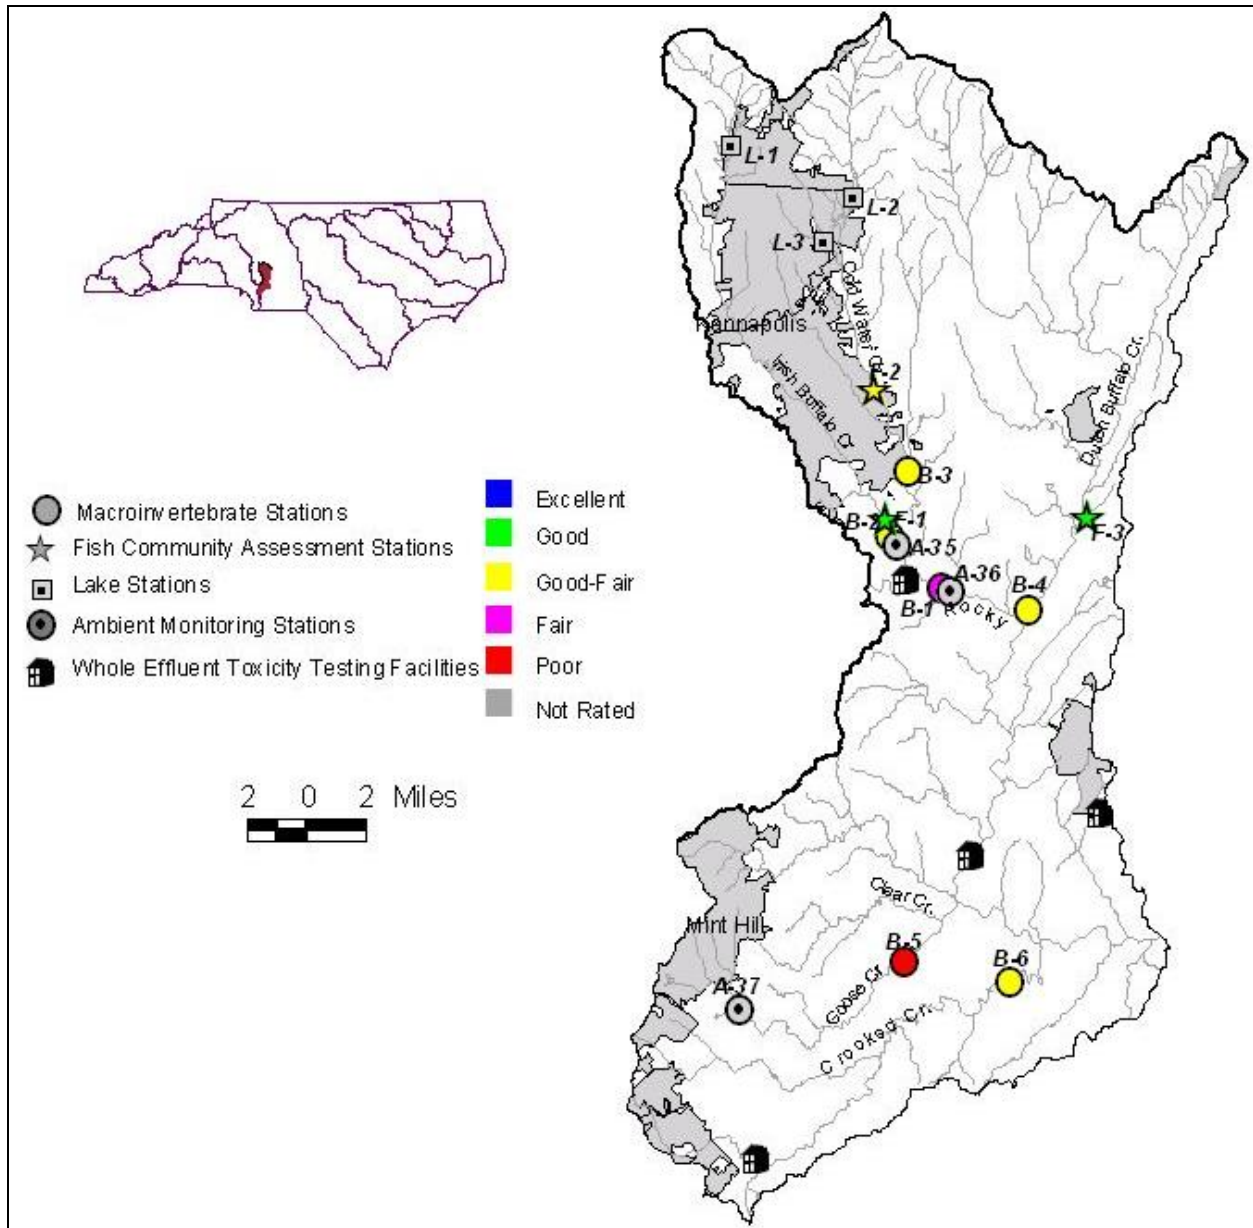 L-1
L-2
L-3
Cold Water Cr.
Kannapolis
Irish Buffalo Cr.
F-2
Dutch Buffalo Cr.
B-3
B-2
F-1
F-3
A-35
A-36
B-4
B-1
Rocky
Macroinvertebrate Stations
Fish Community Assessment Stations
Lake Stations
Ambient Monitoring Stations
Whole Effluent Toxicity Testing Facilities
Excellent
Good
Good-Fair
Fair
Poor
Not Rated
2 0 2 Miles
Clear Cr.
Mint Hill
B-5
B-6
A-37
Goose Cr.
Crooked Cr.